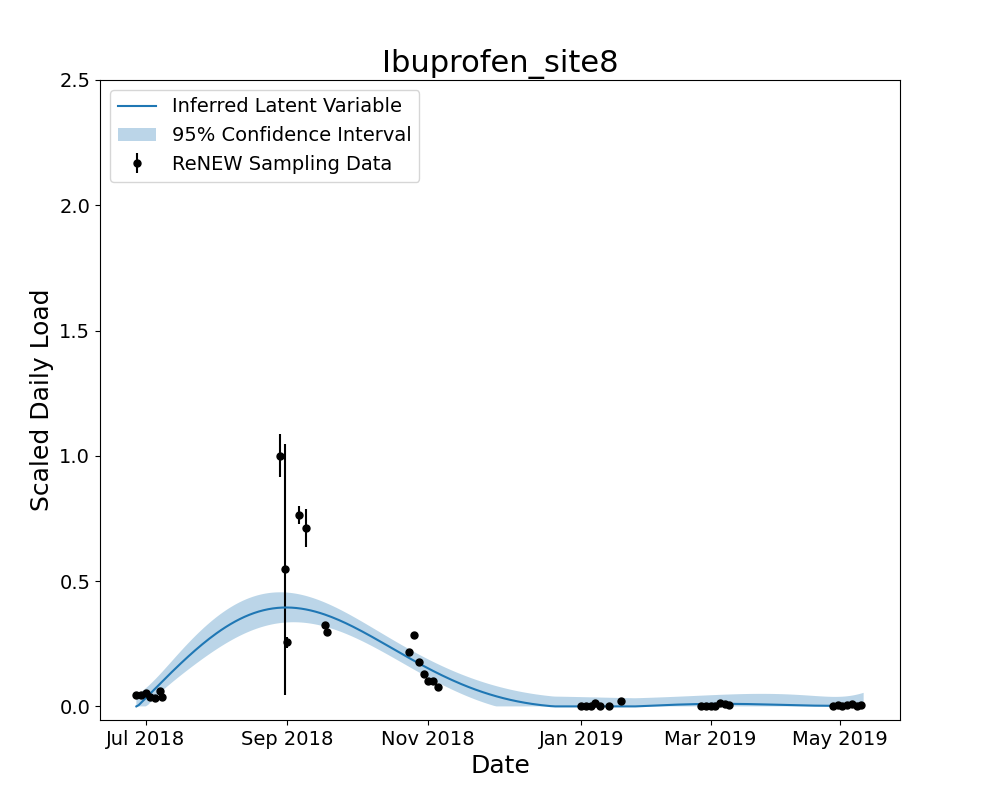 Ibuprofen_site8
Inferred Latent Variable
95% Confidence Interval
ReNEW Sampling Data
Scaled Daily Load
2.5
2.0
1.5
1.0
0.5
0.0
Jul 2018 Sep 2018 Nov 2018 Jan 2019 Mar 2019 May 2019
Date